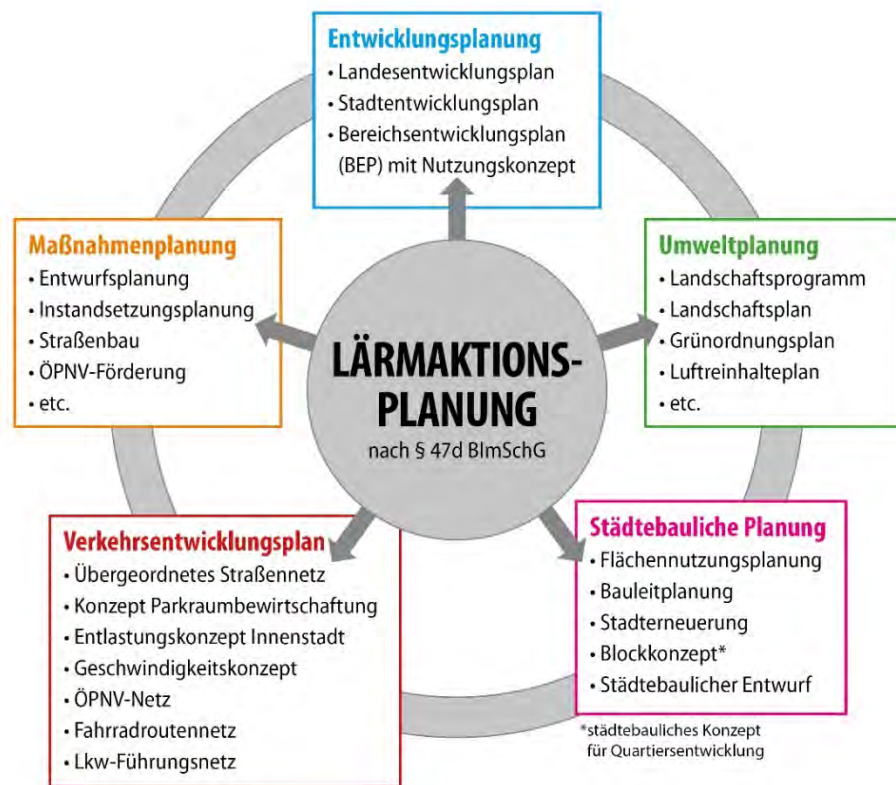 Entwicklungsplanung
• Landesentwicklungsplan
• Stadtentwicklungsplan
• Bereichsentwicklungsplan
(BEP) mit Nutzungskonzept
Maßnahmenplanung
• Entwurfsplanung
• Instandsetzungsplanung
• Straßenbau
• ÖPNV-Förderung
• etc.
Umweltplanung
• Landschaftsprogramm
• Landschaftsplan
• Grünordnungsplan
• Luftreinhalteplan
• etc.
LÄRMAKTIONS-
PLANUNG
nach § 47d BImSchG
Verkehrsentwicklungsplan
• Übergeordnetes Straßennetz
• Konzept Parkraumbewirtschaftung
• Entlastungskonzept Innenstadt
• Geschwindigkeitskonzept
• ÖPNV-Netz
• Fahrradroutennetz
• Lkw-Führungsnetz
Städtebauliche Planung
• Flächennutzungsplanung
• Bauleitplanung
• Stadterneuerung
• Blockkonzept*
• Städtebaulicher Entwurf
*städtebauliches Konzept
für Quartiersentwicklung